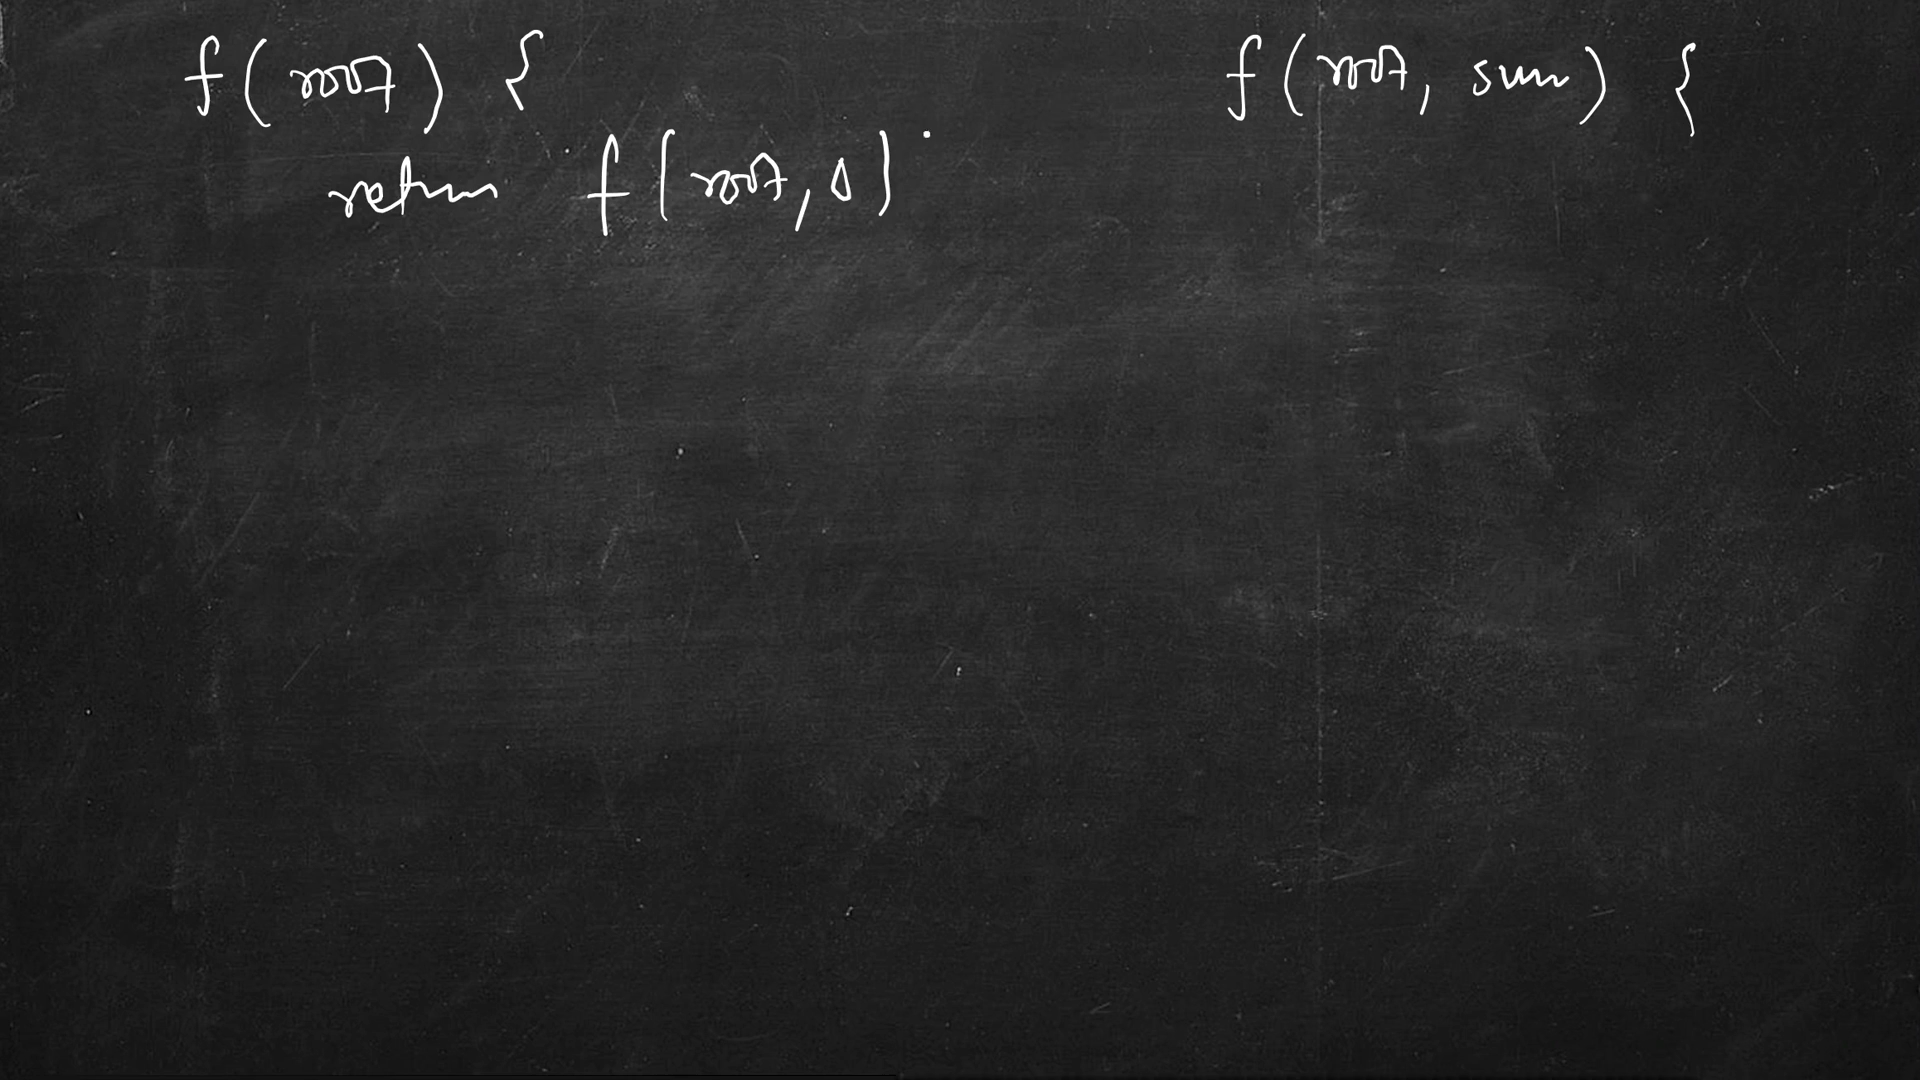 f(root) {
return f(root, 0)
f(root, sum) {